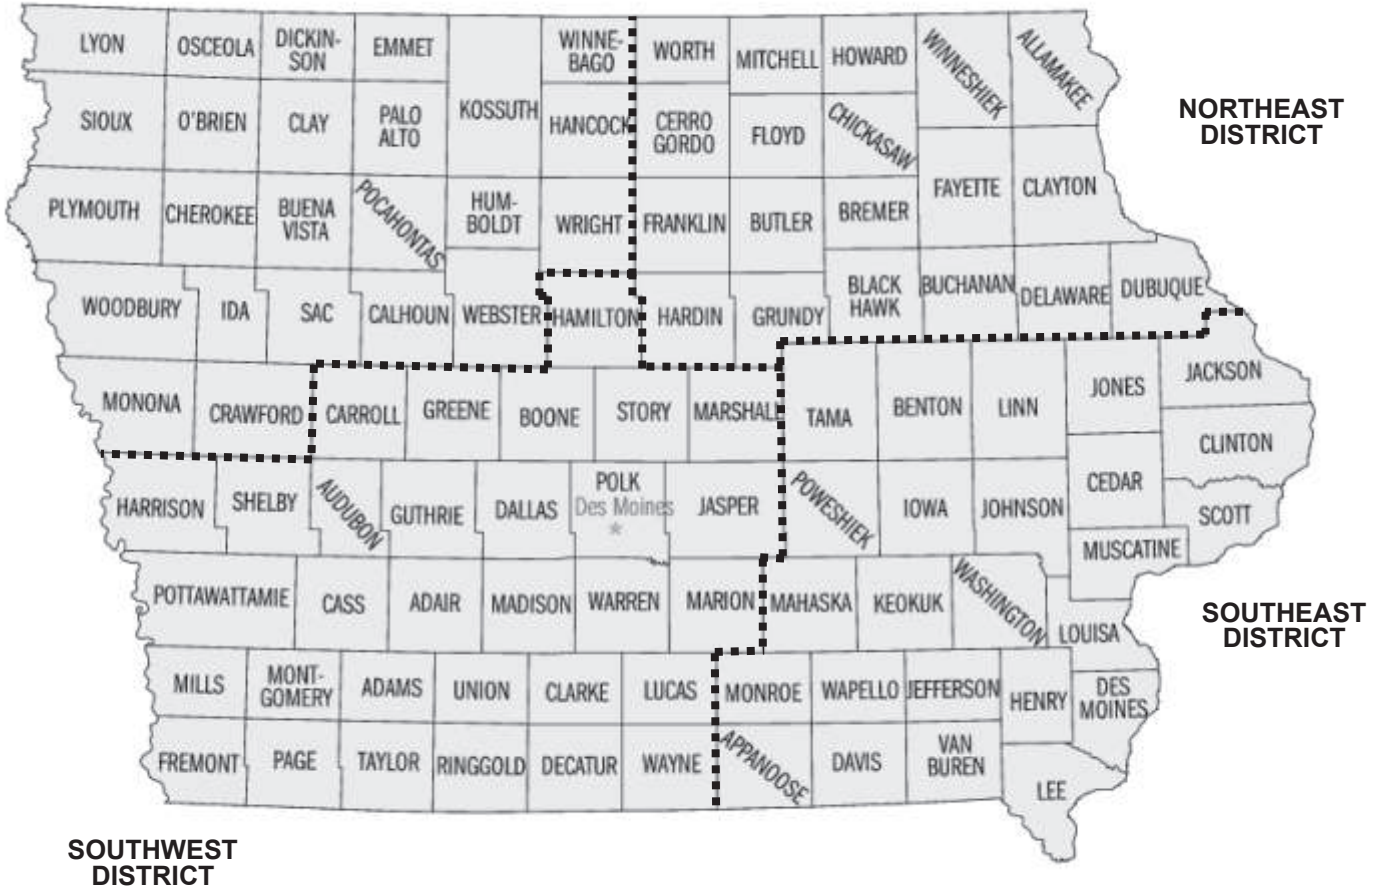 LYON
OSCEOLA
DICKIN-
SON
EMMET
WINNE-
BAGO
WORTH
MITCHELL
HOWARD
WINNESHIEK
ALLAMAKEE
SIOUX
O'BRIEN
CLAY
PALO
ALTO
KOSSUTH
HANCOCK
CERRO
GORDO
FLOYD
CHICKASAW
NORTHEAST
DISTRICT
PLYMOUTH
CHEROKEE
BUENA
VISTA
POCAHONTAS
HUM-
BOLDT
WRIGHT
FRANKLIN
BUTLER
BREMER
FAYETTE
CLAYTON
WOODBURY
IDA
SAC
CALHOUN
WEBSTER
HAMILTON
HARDIN
GRUNDY
BLACK
HAWK
BUCHANAN
DELAWARE
DUBUQUE
MONONA
CRAWFORD
CARROLL
GREENE
BOONE
STORY
MARSHALL
TAMA
BENTON
LINN
JONES
JACKSON
CLINTON
HARRISON
SHELBY
AUDUBON
GUTHRIE
DALLAS
POLK
Des Moines
*
JASPER
POWESHIEK
IOWA
JOHNSON
CEDAR
SCOTT
MUSCATINE
POTTAWATTAMIE
CASS
ADAIR
MADISON
WARREN
MARION
MAHASKA
KEOKUK
WASHINGTON
LOUISA
SOUTHEAST
DISTRICT
MILLS
MONT-
GOMERY
ADAMS
UNION
CLARKE
LUCAS
MONROE
WAPELLO
JEFFERSON
HENRY
DES
MOINES
FREMONT
PAGE
TAYLOR
RINGGOLD
DECATUR
WAYNE
APPANOOSE
DAVIS
VAN
BUREN
LEE
SOUTHWEST
DISTRICT